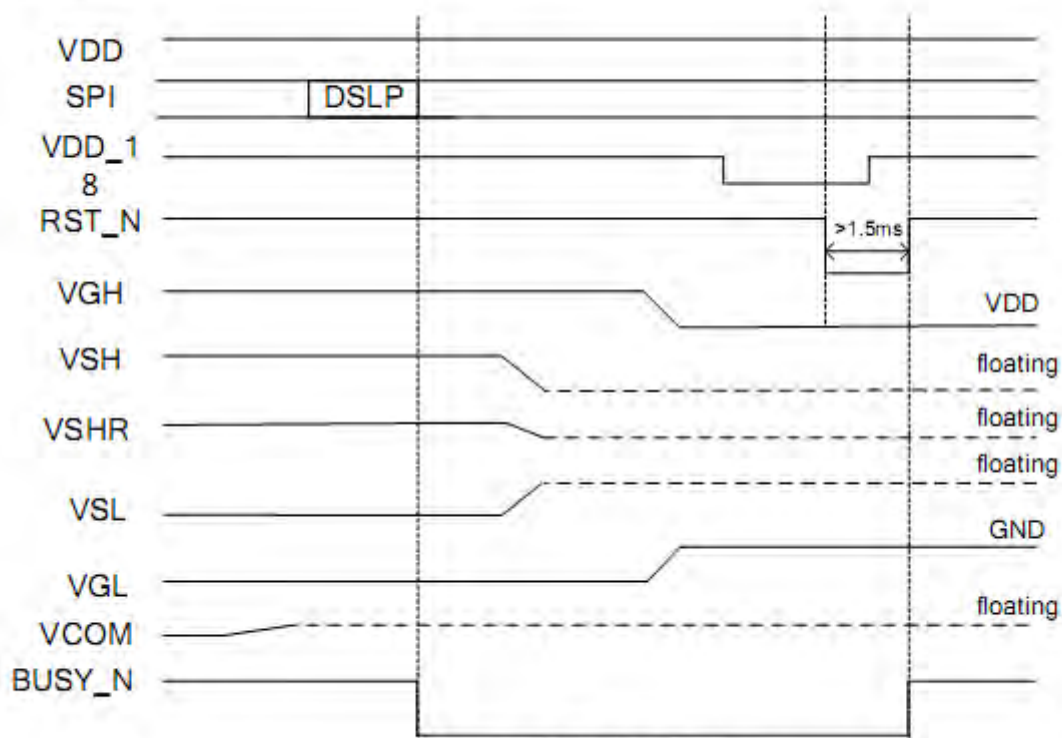 VDD
SPI
DSLP
VDD_1
8
RST_N
>1.5ms
VGH
VDD
VSH
floating
VSHR
floating
floating
VSL
GND
VGL
floating
VCOM
BUSY_N